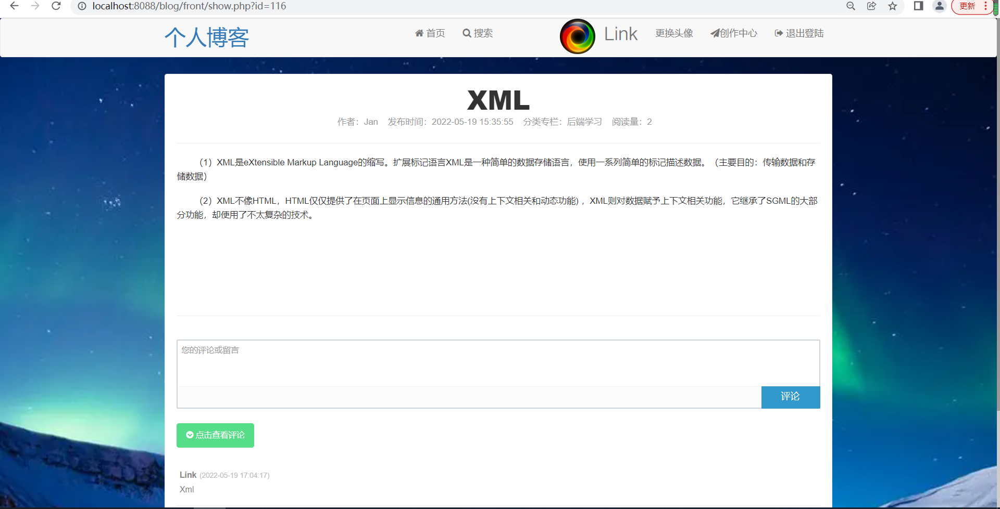 localhost:8088/blog/front/show.php?id=116
更新
个人博客 首页 搜索 Link 更换头像 创作中心 退出登陆
XML
作者：Jan 发布时间：2022-05-19 15:35:55 分类专栏：后端学习 阅读量：2
（1）XML是eXtensible Markup Language的缩写。扩展标记语言XML是一种简单的数据存储语言，使用一系列简单的标记描述数据。（主要目的：传输数据和存
储数据）
（2）XML不像HTML，HTML仅仅提供了在页面上显示信息的通用方法(没有上下文相关和动态功能) ，XML则对数据赋予上下文相关功能，它继承了SGML的大部
分功能，却使用了不太复杂的技术。
您的评论或留言
评论
点击查看评论
Link (2022-05-19 17:04:17)
Xml